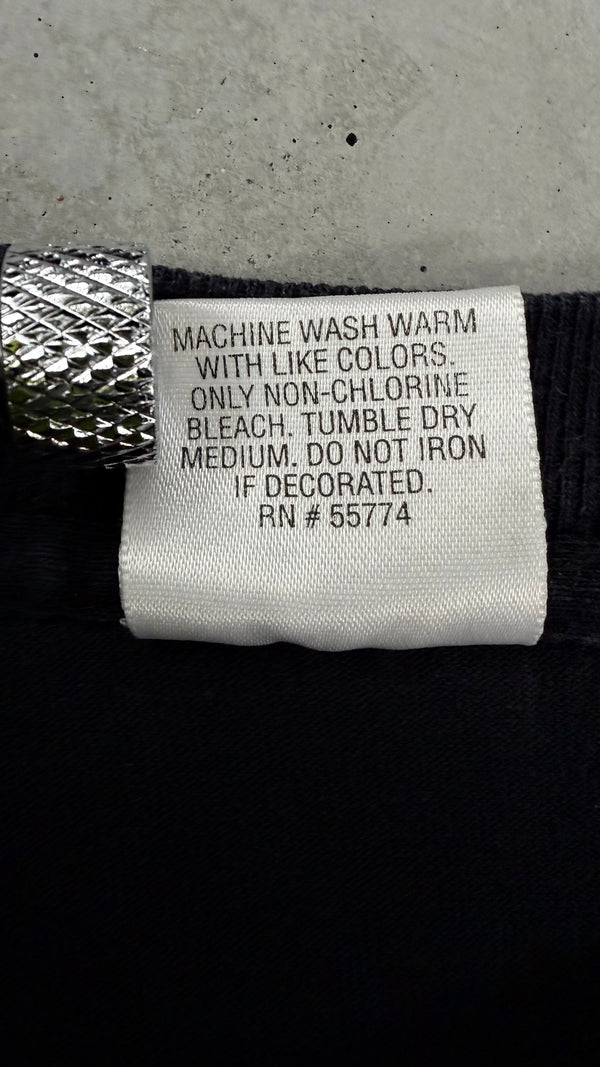 MACHINE WASH WARM
WITH LIKE COLORS.
ONLY NON-CHLORINE
BLEACH. TUMBLE DRY
MEDIUM. DO NOT IRON
IF DECORATED.
RN # 55774